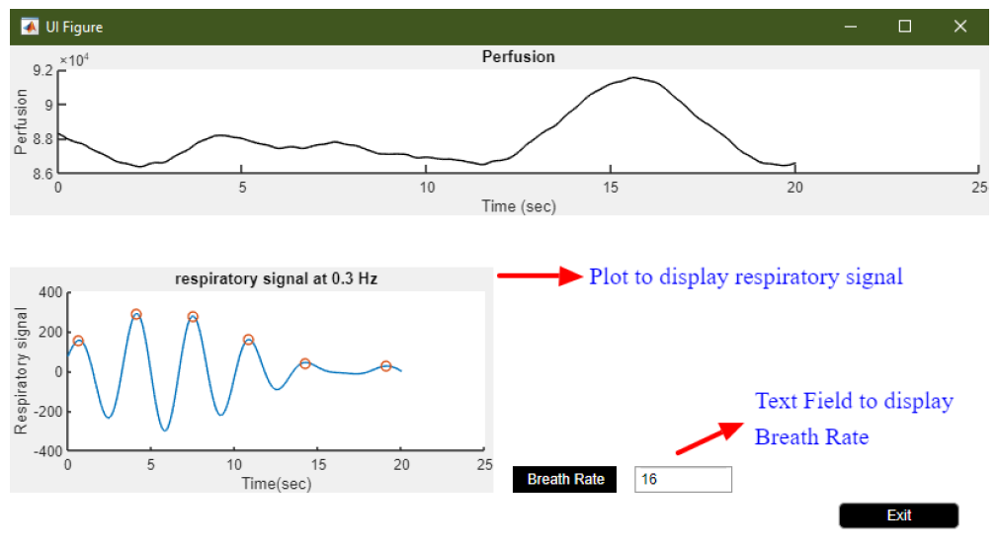 UI Figure
Perfusion
×10⁴
9.2
9
8.8
8.6
Perfusion
0 5 10 15 20 25
Time (sec)
respiratory signal at 0.3 Hz
Plot to display respiratory signal
400
200
0
-200
-400
Respiratory signal
0 5 10 15 20 25
Time(sec)
Text Field to display
Breath Rate
Breath Rate 16
Exit